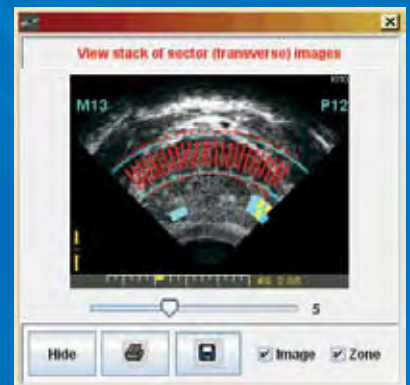 View stack of sector (transverse) images
M13
P12
5
Hide
Image
Zone